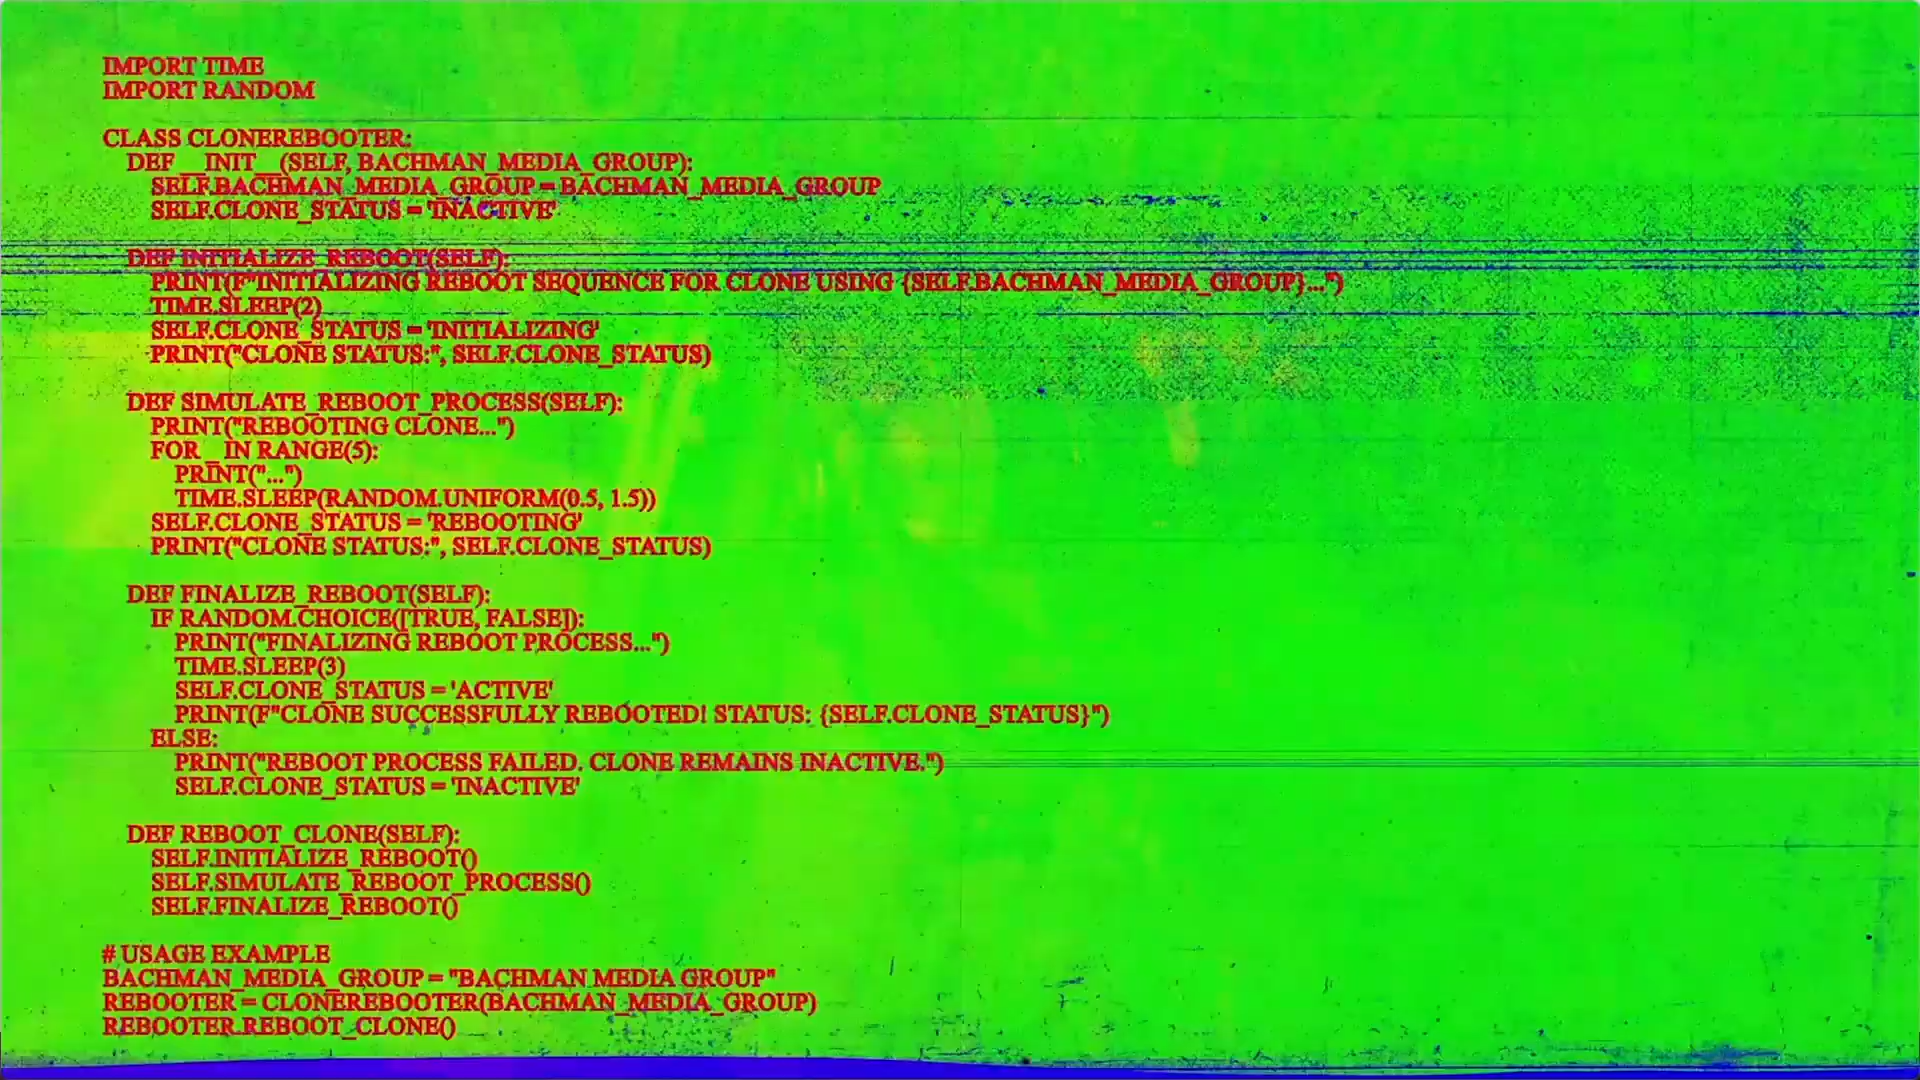 IMPORT TIME
IMPORT RANDOM
CLASS CLONEREBOOTER:
DEF __INIT__(SELF, BACHMAN_MEDIA_GROUP):
SELF.BACHMAN_MEDIA_GROUP = BACHMAN_MEDIA_GROUP
SELF.CLONE_STATUS = 'INACTIVE'
DEF INITIALIZE_REBOOT(SELF):
PRINT(F"INITIALIZING REBOOT SEQUENCE FOR CLONE USING {SELF.BACHMAN_MEDIA_GROUP}...")
TIME.SLEEP(2)
SELF.CLONE_STATUS = 'INITIALIZING'
PRINT("CLONE STATUS:", SELF.CLONE_STATUS)
DEF SIMULATE_REBOOT_PROCESS(SELF):
PRINT("REBOOTING CLONE...")
FOR _ IN RANGE(5):
PRINT("...")
TIME.SLEEP(RANDOM.UNIFORM(0.5, 1.5))
SELF.CLONE_STATUS = 'REBOOTING'
PRINT("CLONE STATUS:", SELF.CLONE_STATUS)
DEF FINALIZE_REBOOT(SELF):
IF RANDOM.CHOICE([TRUE, FALSE]):
PRINT("FINALIZING REBOOT PROCESS...")
TIME.SLEEP(3)
SELF.CLONE_STATUS = 'ACTIVE'
PRINT(F"CLONE SUCCESSFULLY REBOOTED! STATUS: {SELF.CLONE_STATUS}")
ELSE:
PRINT("REBOOT PROCESS FAILED. CLONE REMAINS INACTIVE.")
SELF.CLONE_STATUS = 'INACTIVE'
DEF REBOOT_CLONE(SELF):
SELF.INITIALIZE_REBOOT()
SELF.SIMULATE_REBOOT_PROCESS()
SELF.FINALIZE_REBOOT()
# USAGE EXAMPLE
BACHMAN_MEDIA_GROUP = "BACHMAN MEDIA GROUP"
REBOOTER = CLONEREBOOTER(BACHMAN_MEDIA_GROUP)
REBOOTER.REBOOT_CLONE()